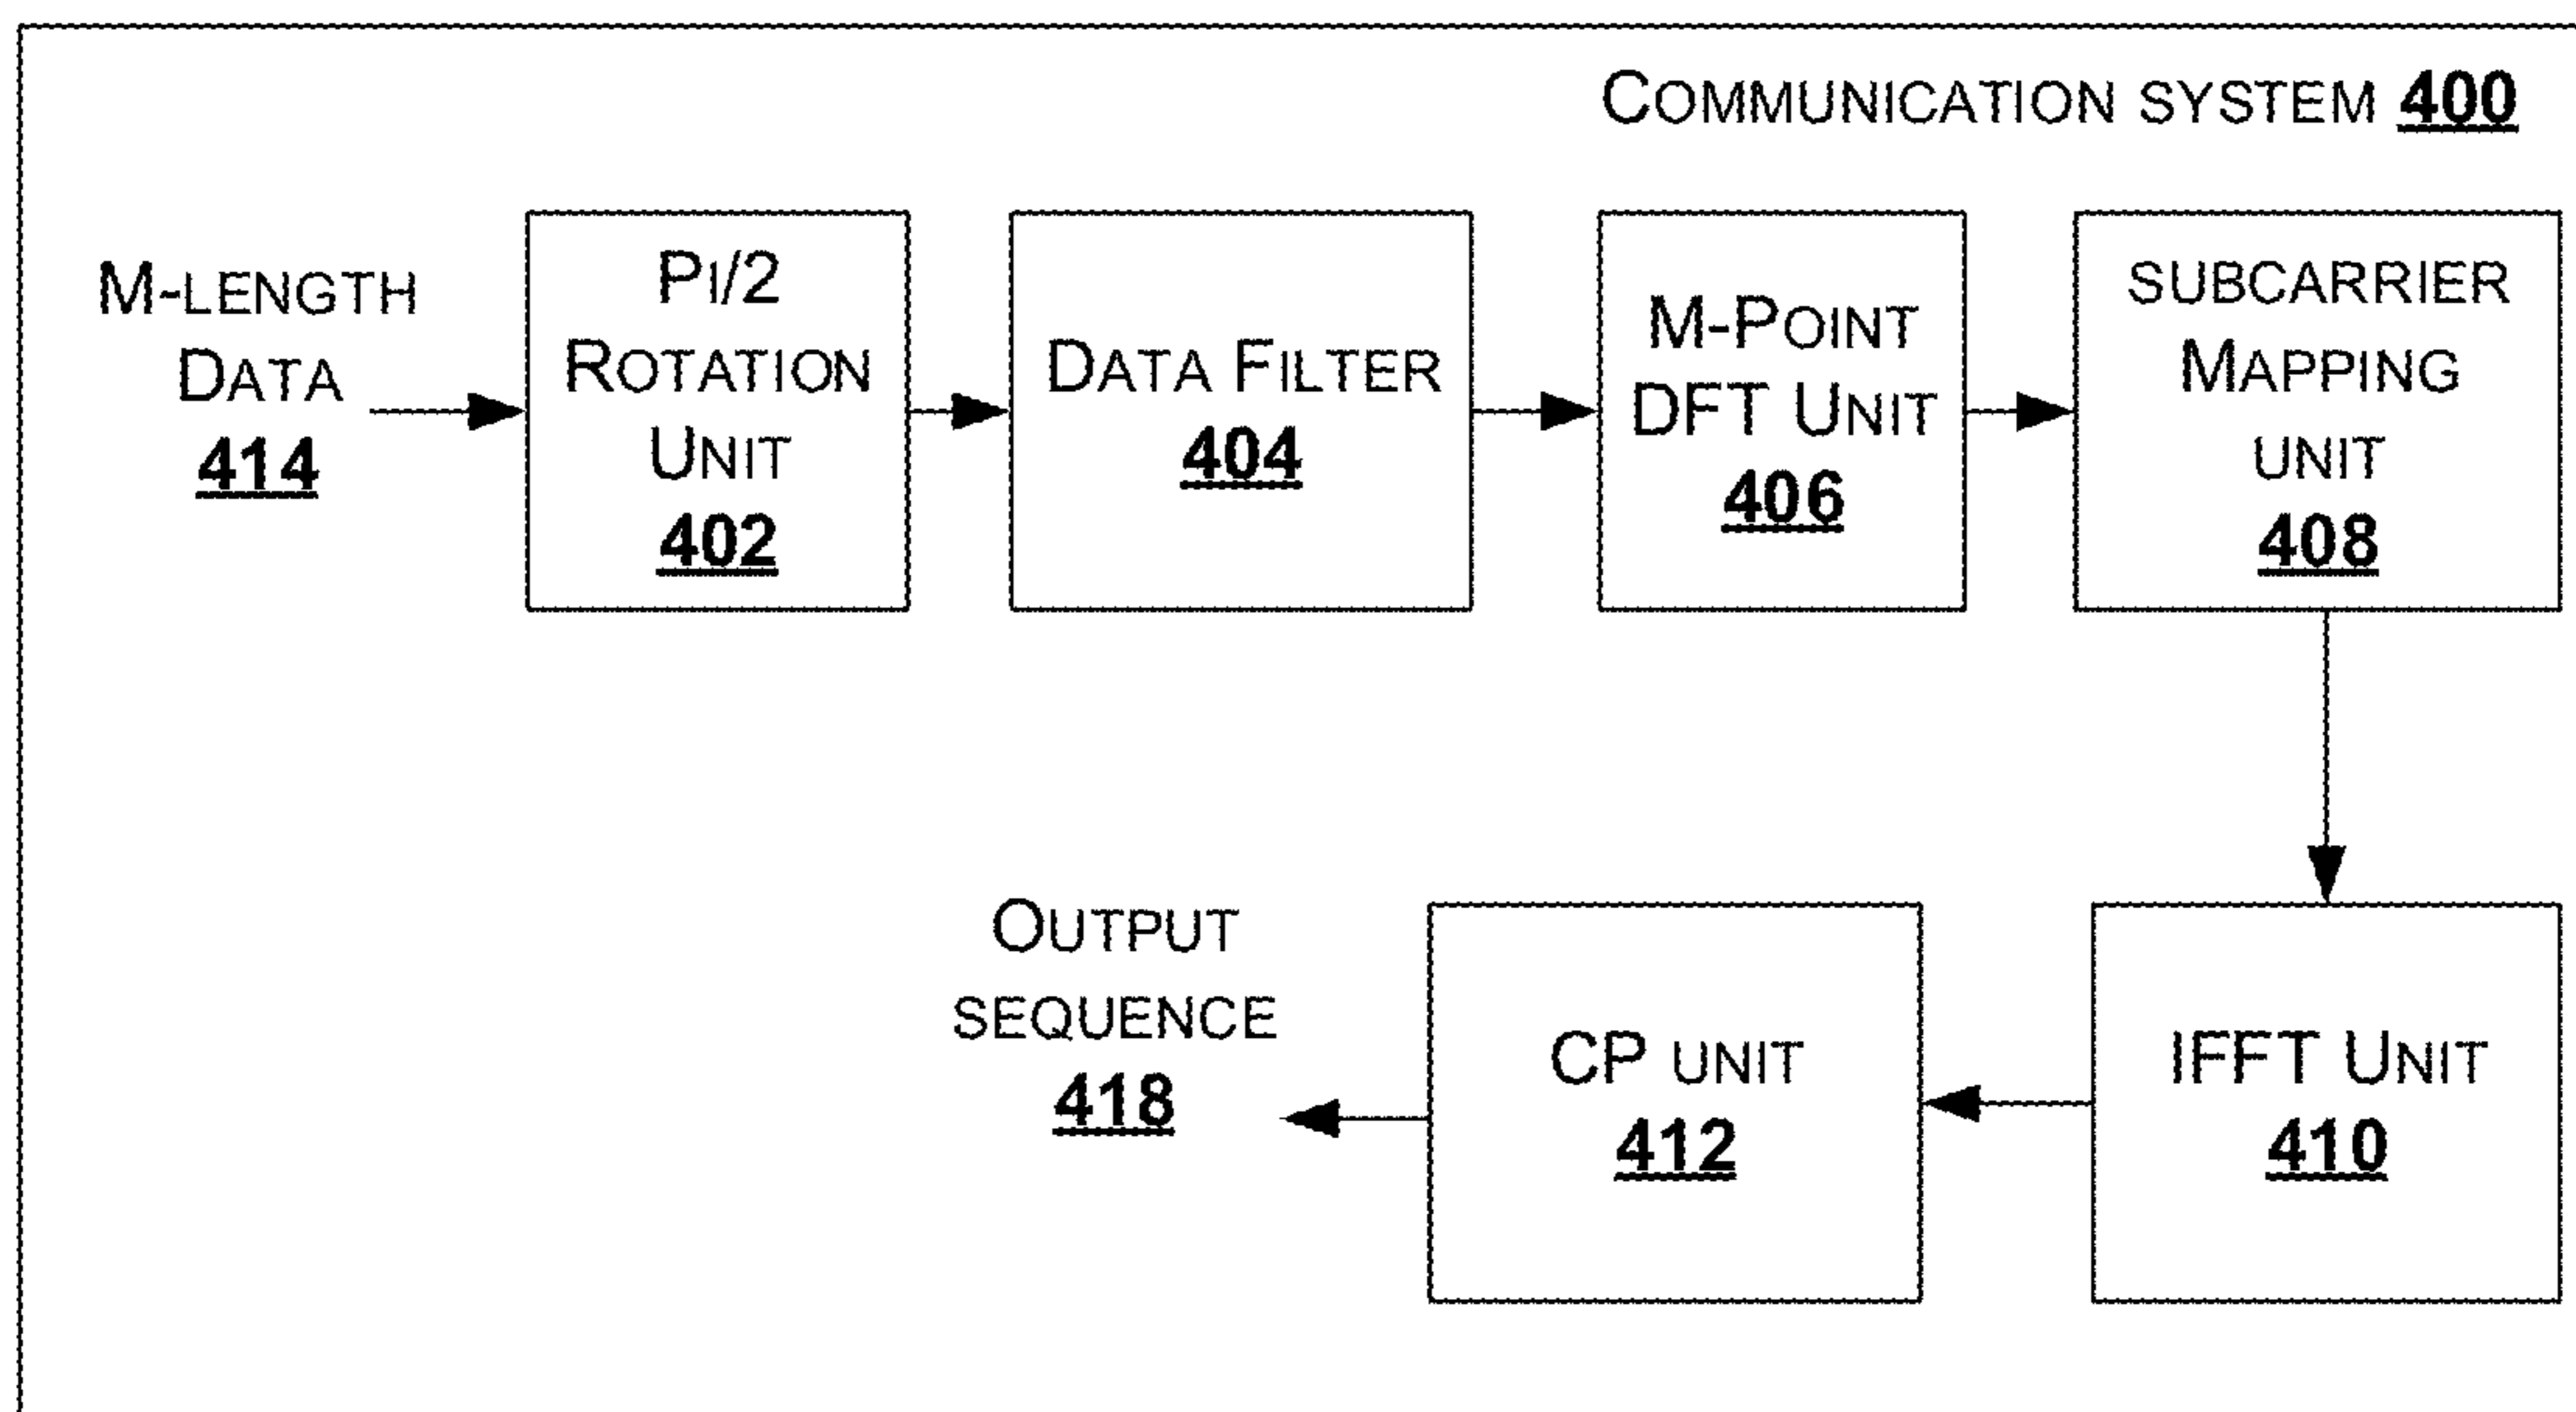 COMMUNICATION SYSTEM 400
M-LENGTH
DATA
414
PI/2
ROTATION
UNIT
402
DATA FILTER
404
M-POINT
DFT UNIT
406
SUBCARRIER
MAPPING
UNIT
408
OUTPUT
SEQUENCE
418
CP UNIT
412
IFFT UNIT
410